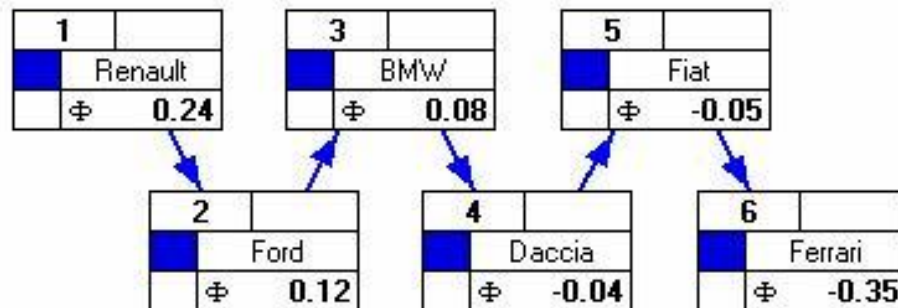 1
Renault
Φ 0.24
2
Ford
Φ 0.12
3
BMW
Φ 0.08
4
Daccia
Φ -0.04
5
Fiat
Φ -0.05
6
Ferrari
Φ -0.35